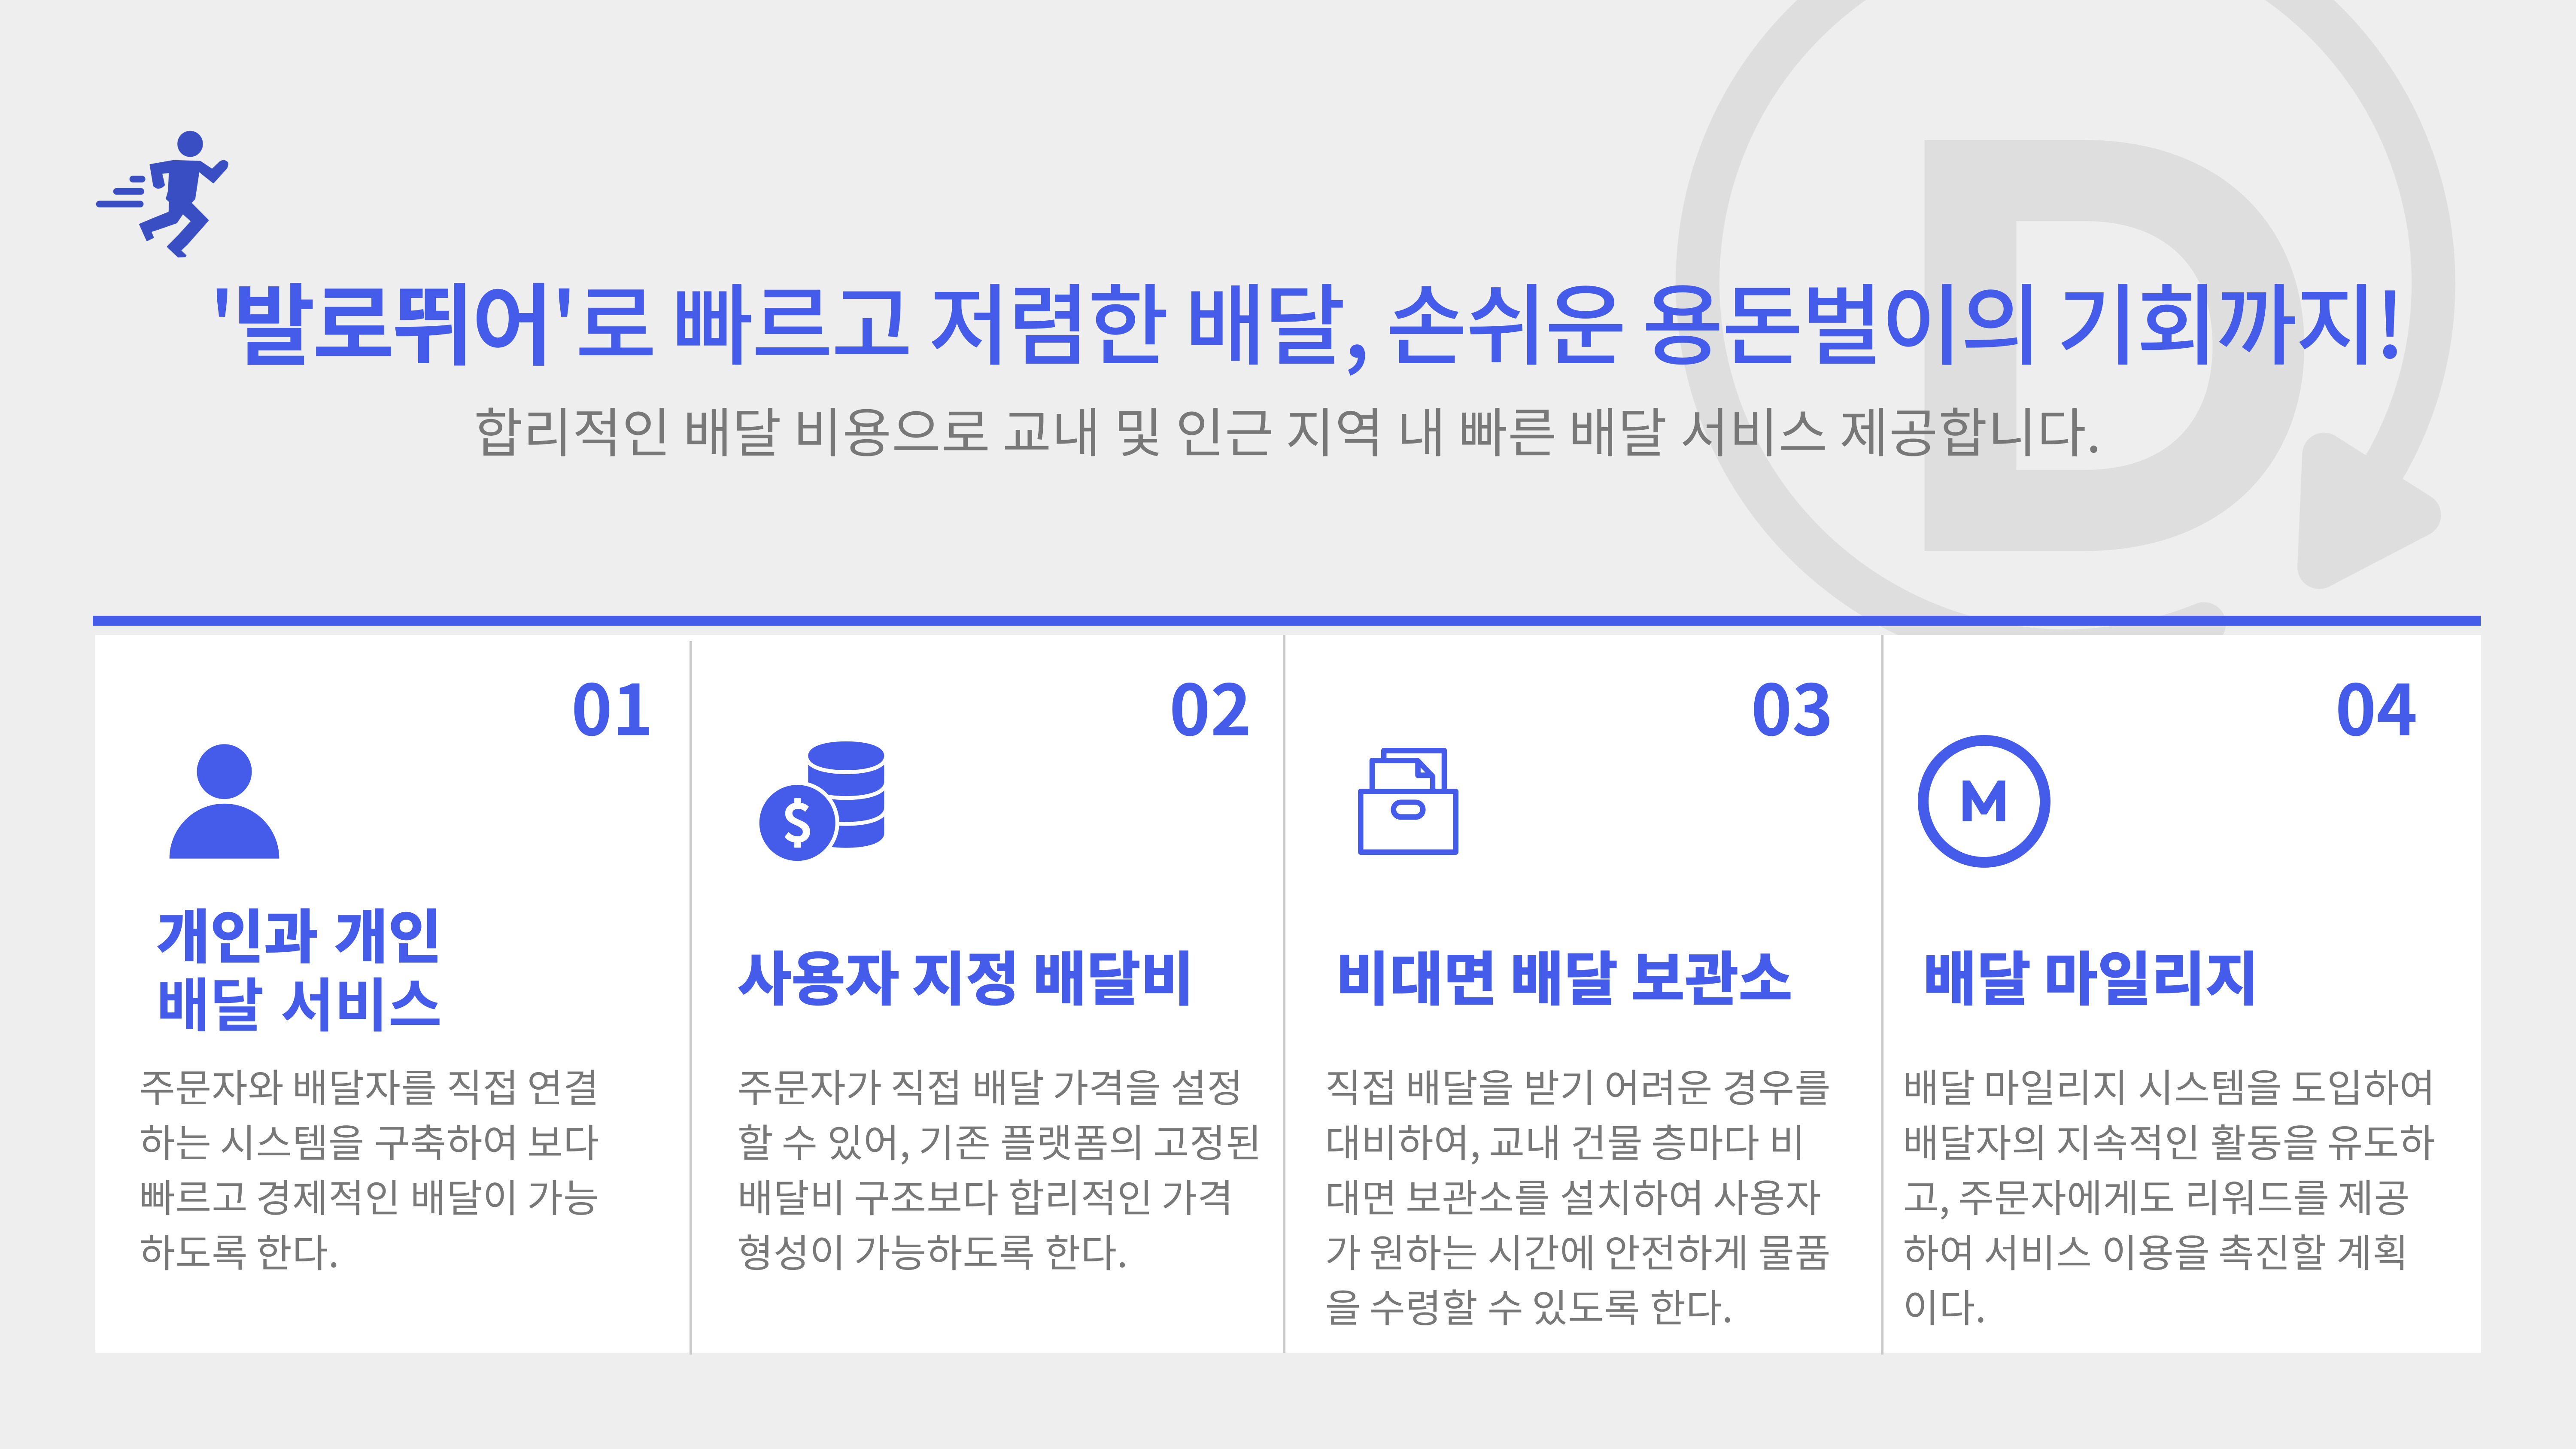 D
'발로뛰어'로 빠르고 저렴한 배달, 손쉬운 용돈벌이의 기회까지!
합리적인 배달 비용으로 교내 및 인근 지역 내 빠른 배달 서비스 제공합니다.
01
개인과 개인
배달 서비스
주문자와 배달자를 직접 연결
하는 시스템을 구축하여 보다
빠르고 경제적인 배달이 가능
하도록 한다.
02
$
사용자 지정 배달비
주문자가 직접 배달 가격을 설정
할 수 있어, 기존 플랫폼의 고정된
배달비 구조보다 합리적인 가격
형성이 가능하도록 한다.
03
비대면 배달 보관소
직접 배달을 받기 어려운 경우를
대비하여, 교내 건물 층마다 비
대면 보관소를 설치하여 사용자
가 원하는 시간에 안전하게 물품
을 수령할 수 있도록 한다.
04
M
배달 마일리지
배달 마일리지 시스템을 도입하여
배달자의 지속적인 활동을 유도하
고, 주문자에게도 리워드를 제공
하여 서비스 이용을 촉진할 계획
이다.